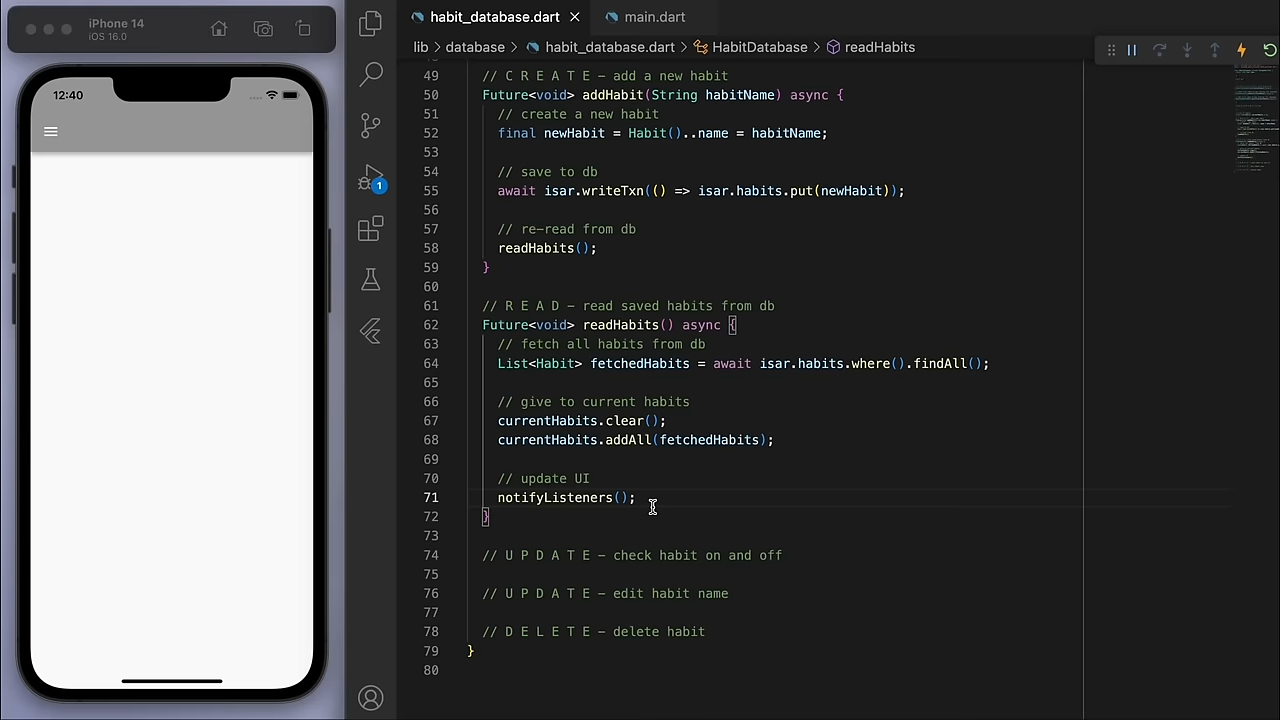 iPhone 14
iOS 16.0
12:40
1
habit_database.dart
main.dart
lib > database > habit_database.dart > HabitDatabase > readHabits
49 // C R E A T E – add a new habit
50 Future<void> addHabit(String habitName) async {
51 // create a new habit
52 final newHabit = Habit()..name = habitName;
53
54 // save to db
55 await isar.writeTxn(() => isar.habits.put(newHabit));
56
57 // re-read from db
58 readHabits();
59 }
60
61 // R E A D – read saved habits from db
62 Future<void> readHabits() async {
63 // fetch all habits from db
64 List<Habit> fetchedHabits = await isar.habits.where().findAll();
65
66 // give to current habits
67 currentHabits.clear();
68 currentHabits.addAll(fetchedHabits);
69
70 // update UI
71 notifyListeners();
72 }
73
74 // U P D A T E – check habit on and off
75
76 // U P D A T E – edit habit name
77
78 // D E L E T E – delete habit
79 }
80